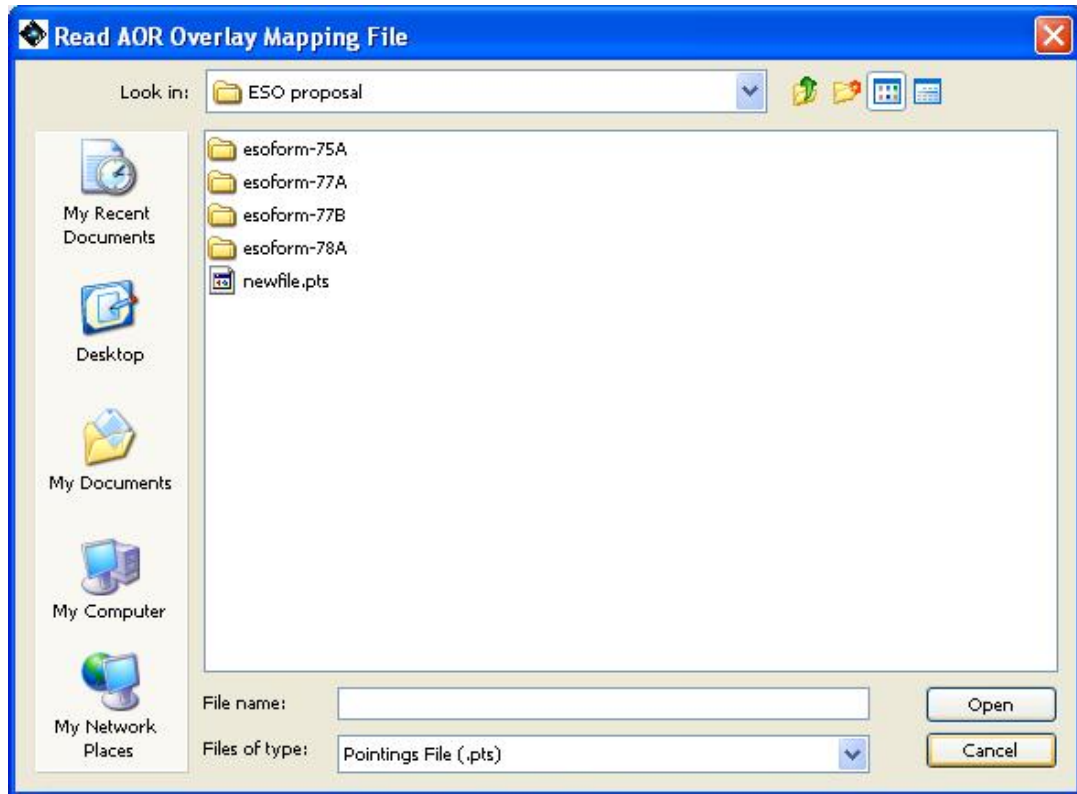 Read AOR Overlay Mapping File
Look in:
ESO proposal
My Recent
Documents
Desktop
My Documents
My Computer
My Network
Places
esoform-75A
esoform-77A
esoform-77B
esoform-78A
newfile.pts
File name:
Open
Files of type:
Pointings File (.pts)
Cancel